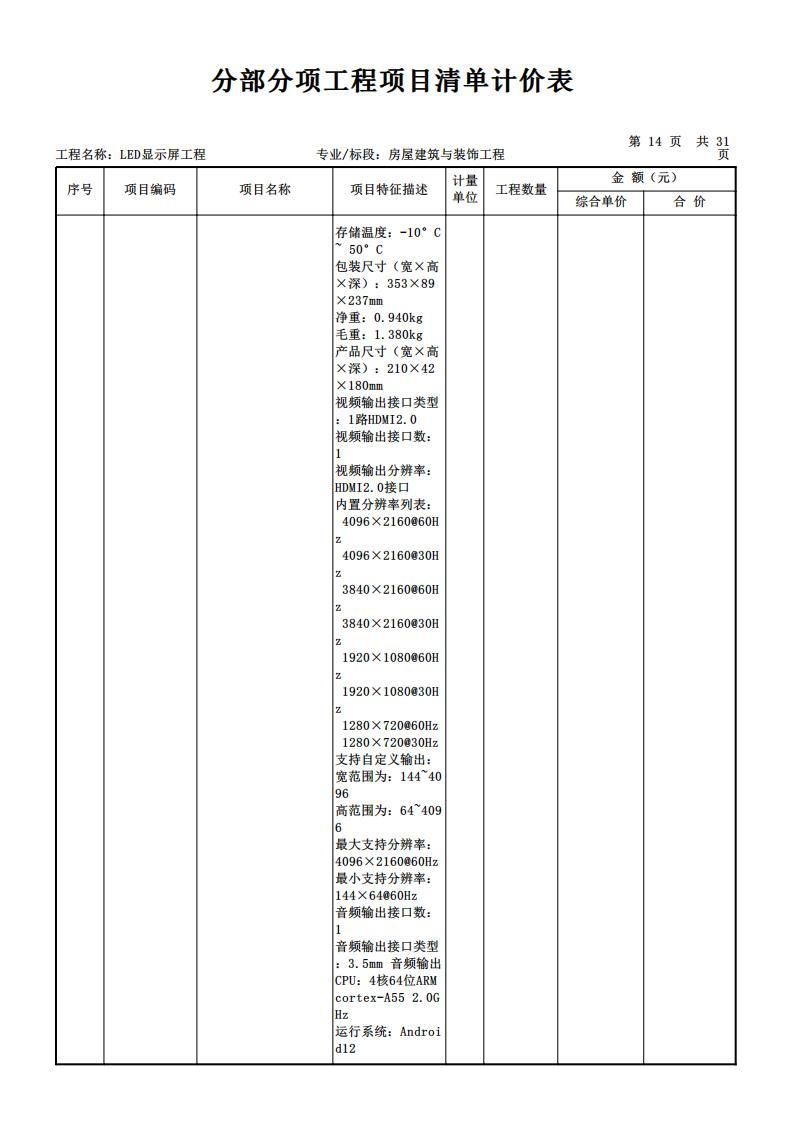 分部分项工程项目清单计价表
第 14 页 共 31
页
工程名称：LED显示屏工程 专业/标段：房屋建筑与装饰工程
序号 项目编码 项目名称 项目特征描述 计量
单位 工程数量 金 额（元）
综合单价 合 价
存储温度：-10°C
~ 50°C
包装尺寸（宽×高
×深）：353×89
×237mm
净重：0.940kg
毛重：1.380kg
产品尺寸（宽×高
×深）：210×42
×180mm
视频输出接口类型
：1路HDMI2.0
视频输出接口数：
1
视频输出分辨率：
HDMI2.0接口
内置分辨率列表：
4096×2160@60H
z
4096×2160@30H
z
3840×2160@60H
z
3840×2160@30H
z
1920×1080@60H
z
1920×1080@30H
z
1280×720@60Hz
1280×720@30Hz
支持自定义输出：
宽范围为：144~40
96
高范围为：64~409
6
最大支持分辨率：
4096×2160@60Hz
最小支持分辨率：
144×64@60Hz
音频输出接口数：
1
音频输出接口类型
：3.5mm 音频输出
CPU：4核64位ARM
cortex-A55 2.0G
Hz
运行系统：Androi
d12